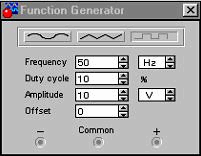 Function Generator
Frequency 50 Hz
Duty cycle 10 %
Amplitude 10 V
Offset 0
− Common +